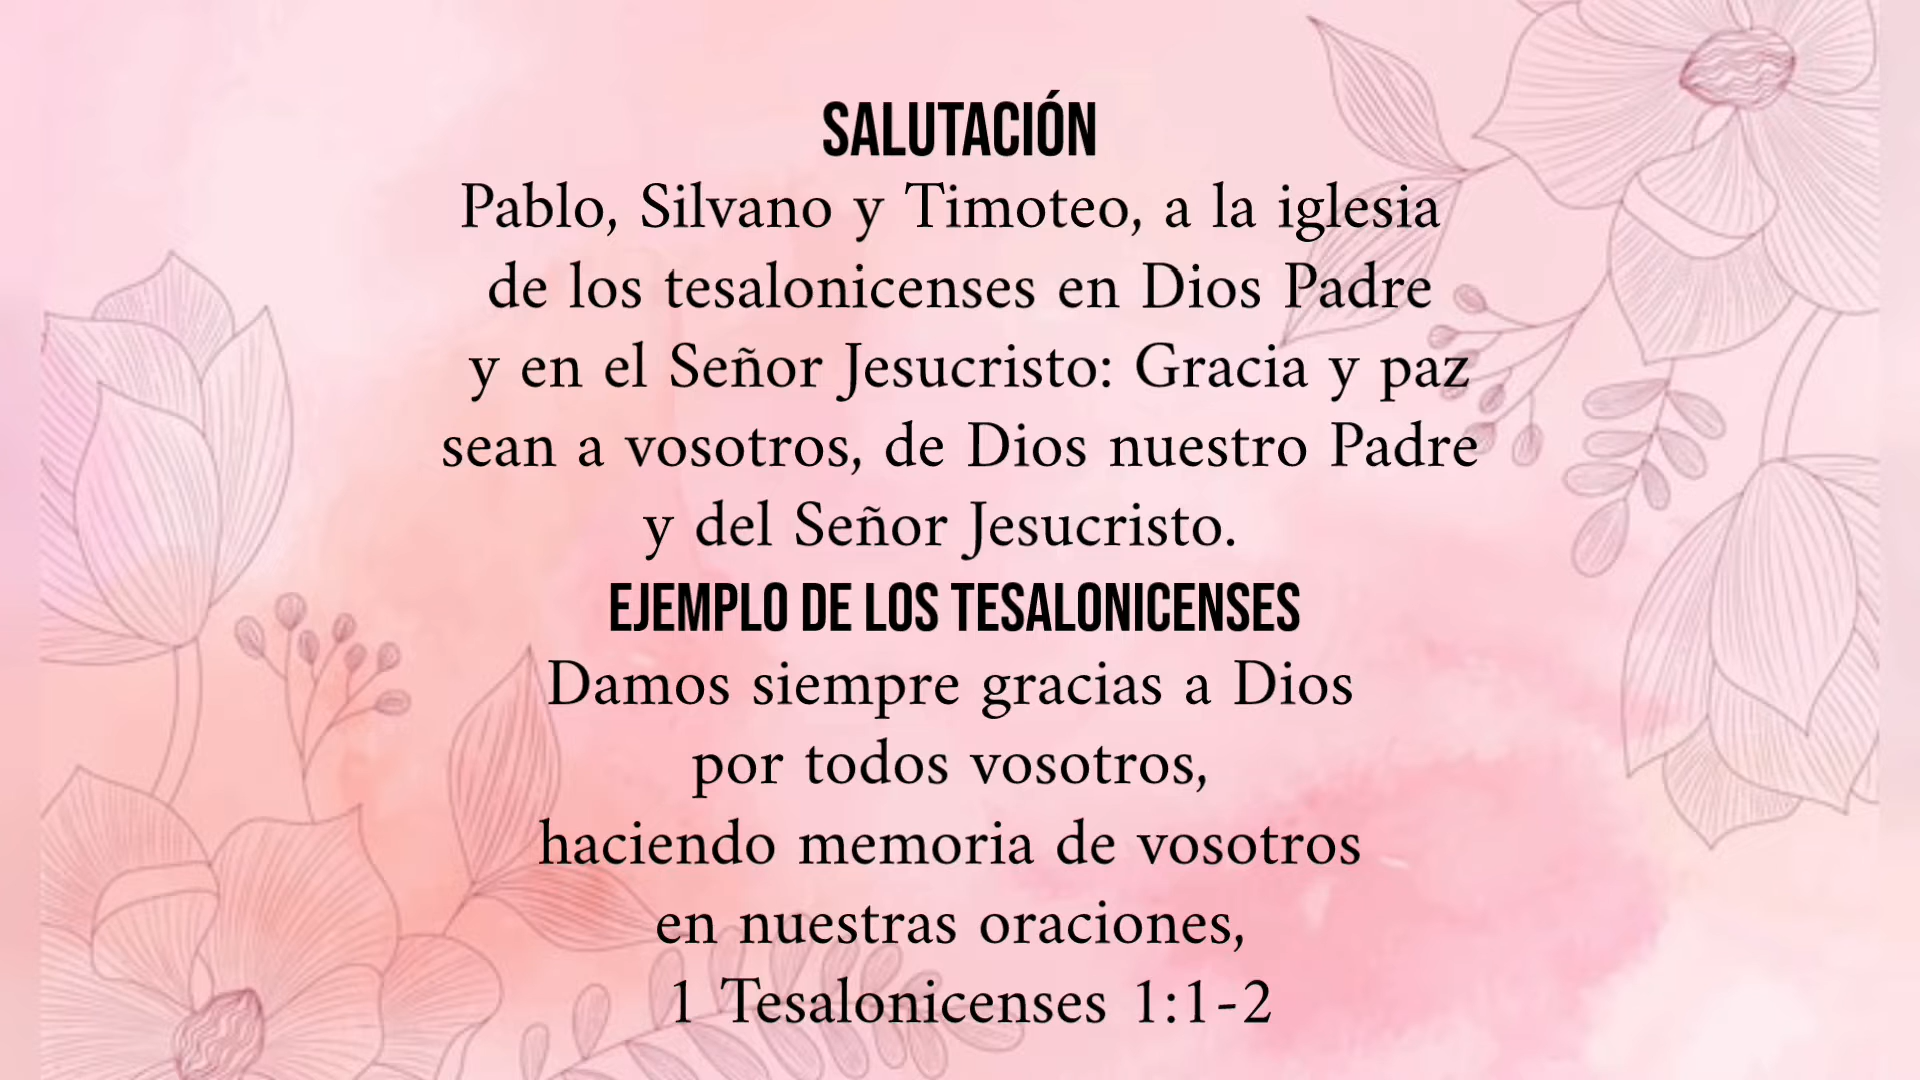 SALUTACIÓN
Pablo, Silvano y Timoteo, a la iglesia
de los tesalonicenses en Dios Padre
y en el Señor Jesucristo: Gracia y paz
sean a vosotros, de Dios nuestro Padre
y del Señor Jesucristo.
EJEMPLO DE LOS TESALONICENSES
Damos siempre gracias a Dios
por todos vosotros,
haciendo memoria de vosotros
en nuestras oraciones,
1 Tesalonicenses 1:1-2